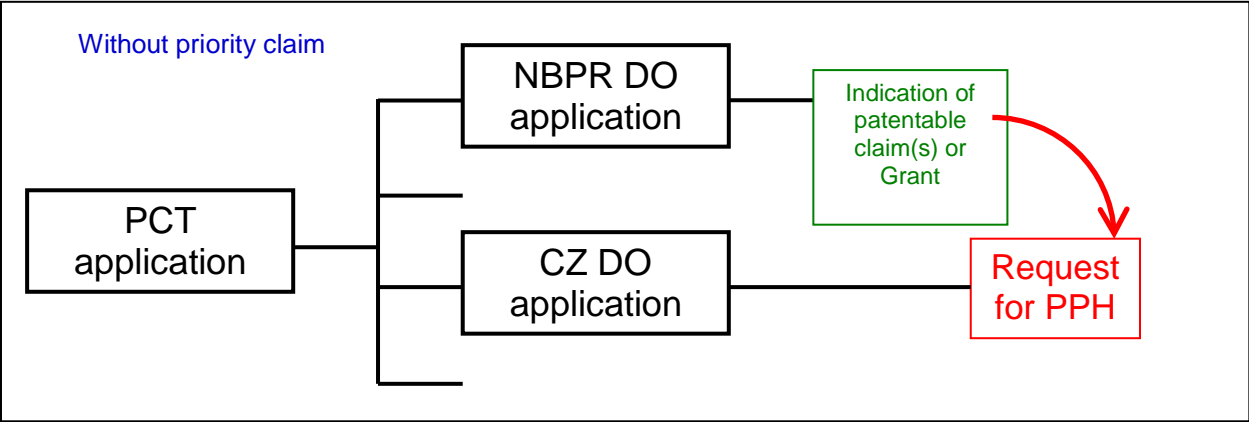 Without priority claim
NBPR DO
application
Indication of
patentable
claim(s) or
Grant
PCT
application
CZ DO
application
Request
for PPH